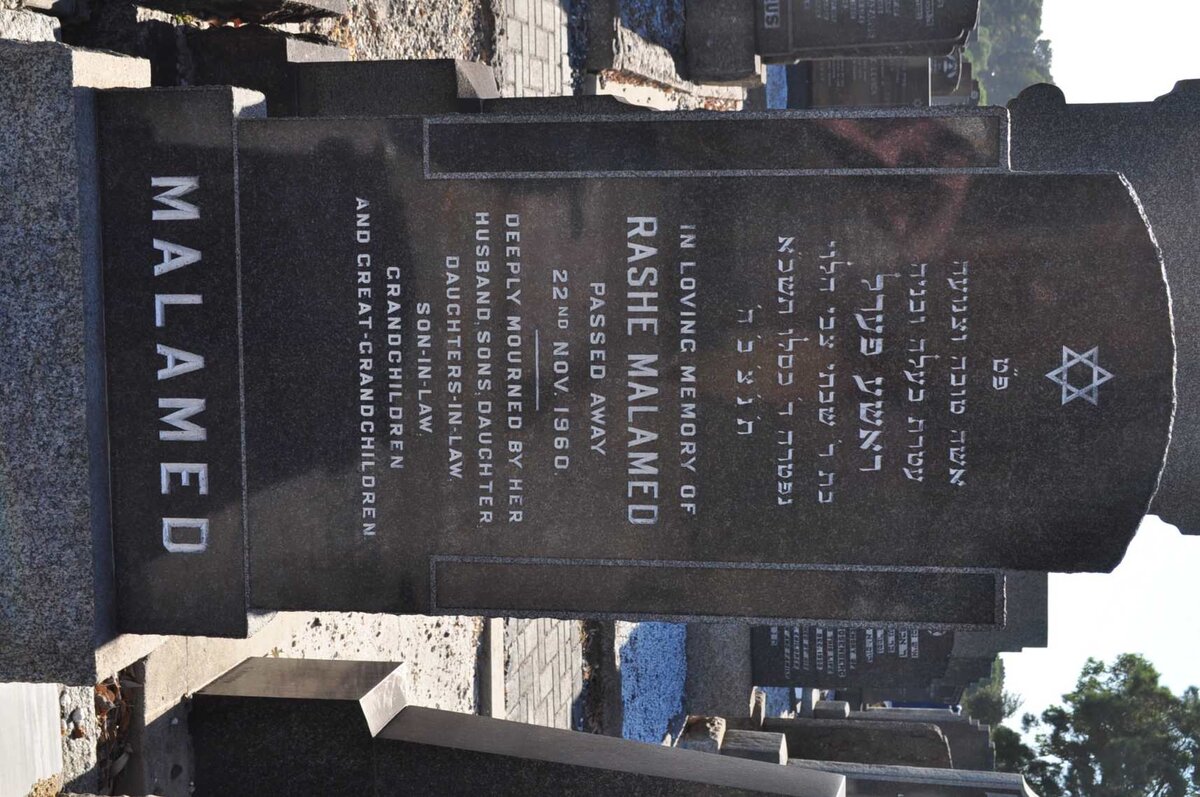 פ״ט
אשה טובה וצנועה
עטרת בעלה ובניה
ראשע פערל
בת ר׳ שבתי צבי הלוי
נפטרה ד׳ כסלו תשכ״א
ת׳ נ׳ צ׳ ב׳ ה׳
IN LOVING MEMORY OF
RASHE MALAMED
PASSED AWAY
22ND NOV. 1960.
DEEPLY MOURNED BY HER
HUSBAND, SONS, DAUGHTER,
DAUGHTERS-IN-LAW,
SON-IN-LAW,
GRANDCHILDREN
AND GREAT-GRANDCHILDREN
MALAMED